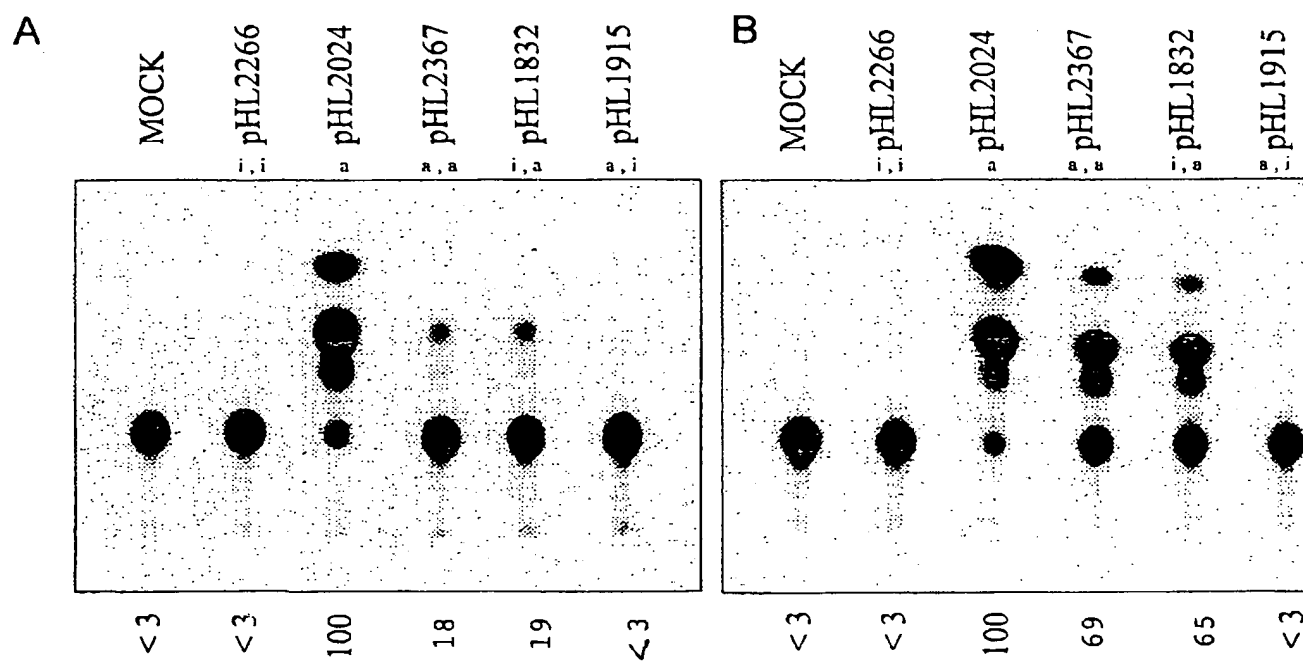 A
MOCK
i,i pHL2266
a pHL2024
a,a pHL2367
i,a pHL1832
a,i pHL1915
<3
<3
100
18
19
<3
B
MOCK
i,i pHL2266
a pHL2024
a,a pHL2367
i,a pHL1832
a,i pHL1915
<3
<3
100
69
65
<3